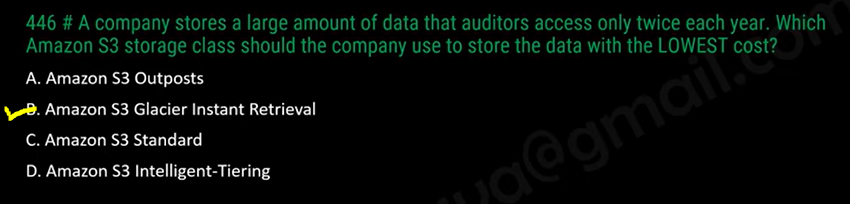 446 # A company stores a large amount of data that auditors access only twice each year. Which
Amazon S3 storage class should the company use to store the data with the LOWEST cost?
A. Amazon S3 Outposts
B. Amazon S3 Glacier Instant Retrieval
C. Amazon S3 Standard
D. Amazon S3 Intelligent-Tiering